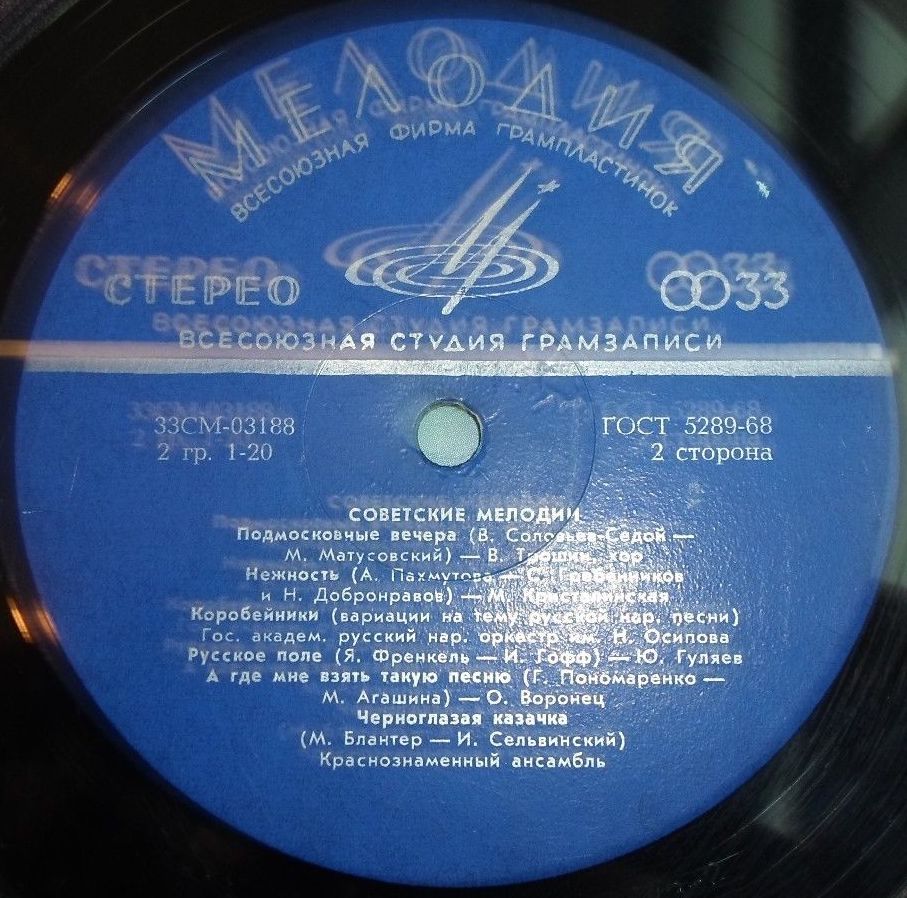 МЕЛОДИЯ
ВСЕСОЮЗНАЯ ФИРМА ГРАМПЛАСТИНОК
СТЕРЕО 33
ВСЕСОЮЗНАЯ СТУДИЯ ГРАМЗАПИСИ
33СМ-03188 ГОСТ 5289-68
2 гр. 1-20 2 сторона
СОВЕТСКИЕ МЕЛОДИИ
Подмосковные вечера (В. Соловьев-Седой —
М. Матусовский) — В. Трошин, хор
Нежность (А. Пахмутова — С. Гребенников
и Н. Добронравов) — М. Кристалинская
Коробейники (вариации на тему русской нар. песни)
Гос. академ. русский нар. оркестр им. Н. Осипова
Русское поле (Я. Френкель — И. Гофф) — Ю. Гуляев
А где мне взять такую песню (Г. Пономаренко —
М. Агашина) — О. Воронец
Черноглазая казачка
(М. Блантер — И. Сельвинский)
Краснознаменный ансамбль